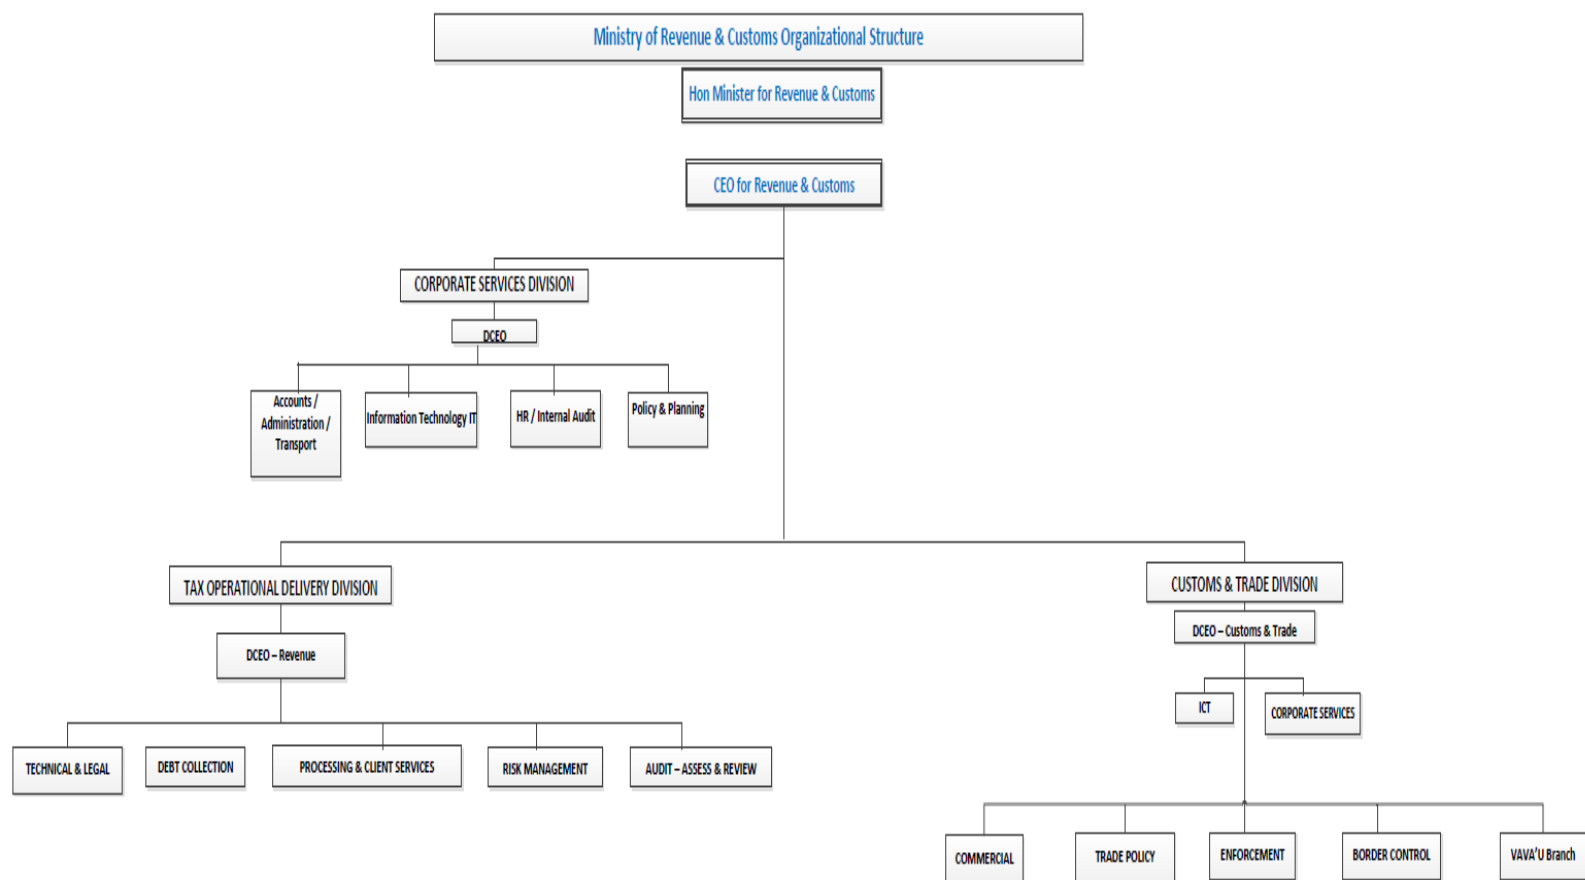 Ministry of Revenue & Customs Organizational Structure
Hon Minister for Revenue & Customs
CEO for Revenue & Customs
CORPORATE SERVICES DIVISION
DCEO
Accounts /
Administration /
Transport
Information Technology IT
HR / Internal Audit
Policy & Planning
TAX OPERATIONAL DELIVERY DIVISION
DCEO – Revenue
TECHNICAL & LEGAL
DEBT COLLECTION
PROCESSING & CLIENT SERVICES
RISK MANAGEMENT
AUDIT – ASSESS & REVIEW
CUSTOMS & TRADE DIVISION
DCEO – Customs & Trade
ICT
CORPORATE SERVICES
COMMERCIAL
TRADE POLICY
ENFORCEMENT
BORDER CONTROL
VAVA'U Branch